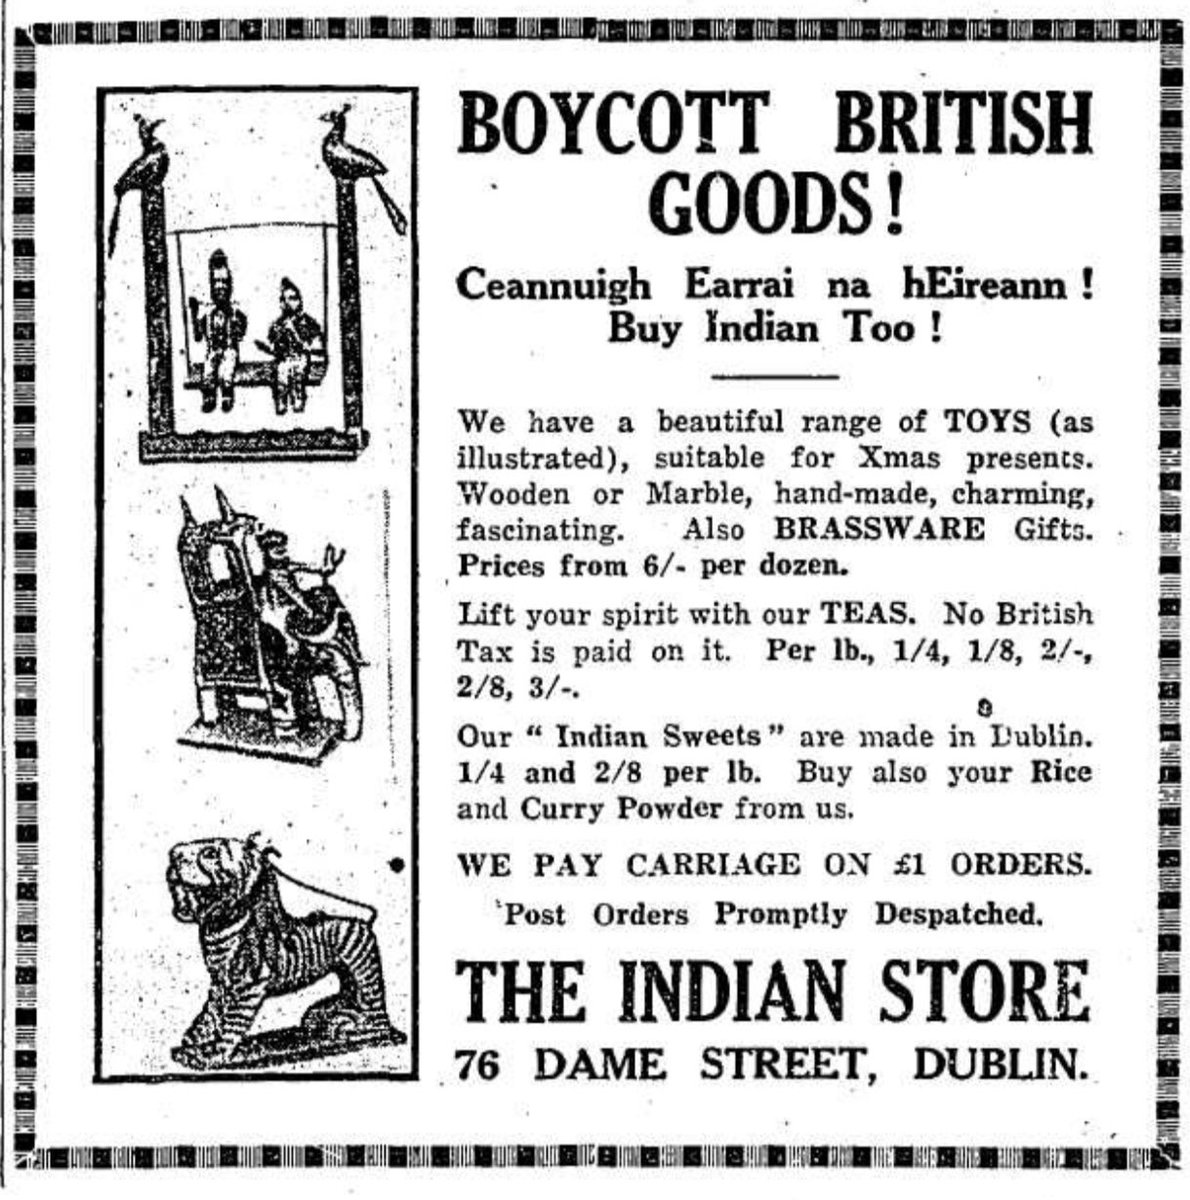 BOYCOTT BRITISH
GOODS!
Ceannuigh Earrai na hEireann!
Buy Indian Too!
We have a beautiful range of TOYS (as
illustrated), suitable for Xmas presents.
Wooden or Marble, hand-made, charming,
fascinating. Also BRASSWARE Gifts.
Prices from 6/- per dozen.
Lift your spirit with our TEAS. No British
Tax is paid on it. Per lb., 1/4, 1/8, 2/-,
2/8, 3/-.
Our "Indian Sweets" are made in Dublin.
1/4 and 2/8 per lb. Buy also your Rice
and Curry Powder from us.
WE PAY CARRIAGE ON £1 ORDERS.
Post Orders Promptly Despatched.
THE INDIAN STORE
76 DAME STREET, DUBLIN.